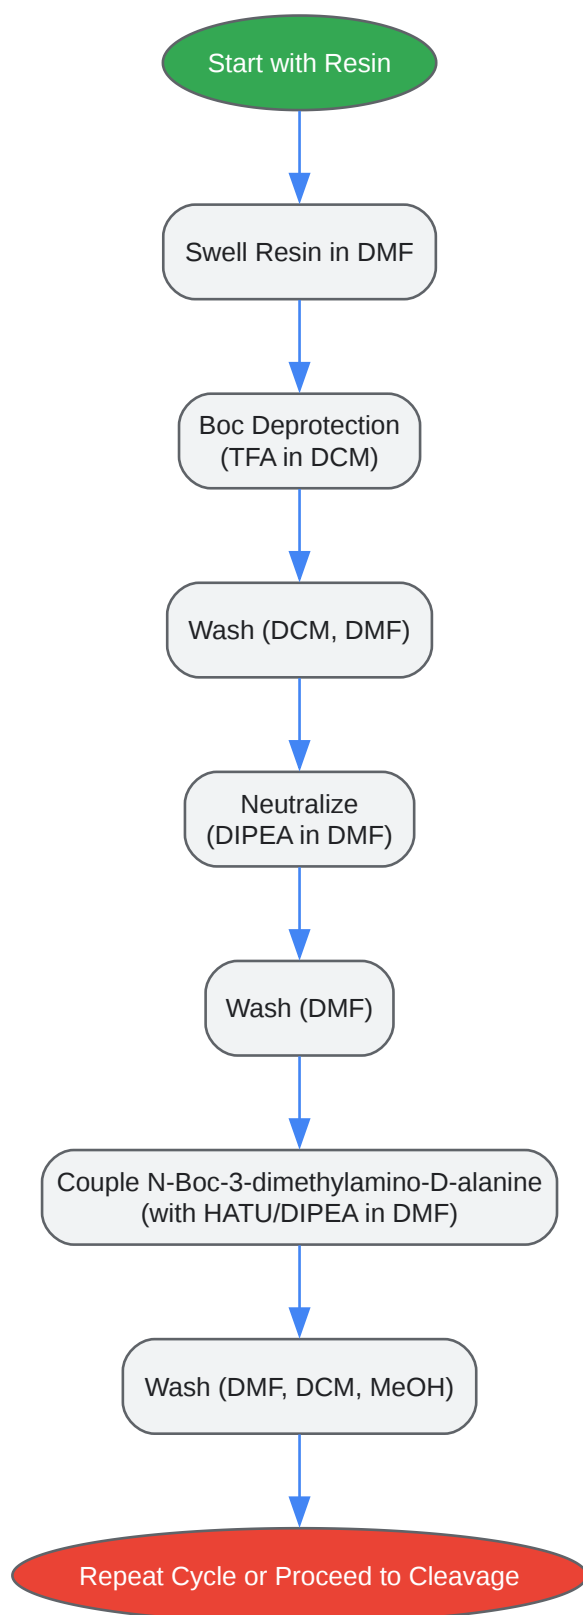 Start with Resin
Swell Resin in DMF
Boc Deprotection
(TFA in DCM)
Wash (DCM, DMF)
Neutralize
(DIPEA in DMF)
Wash (DMF)
Couple N-Boc-3-dimethylamino-D-alanine
(with HATU/DIPEA in DMF)
Wash (DMF, DCM, MeOH)
Repeat Cycle or Proceed to Cleavage